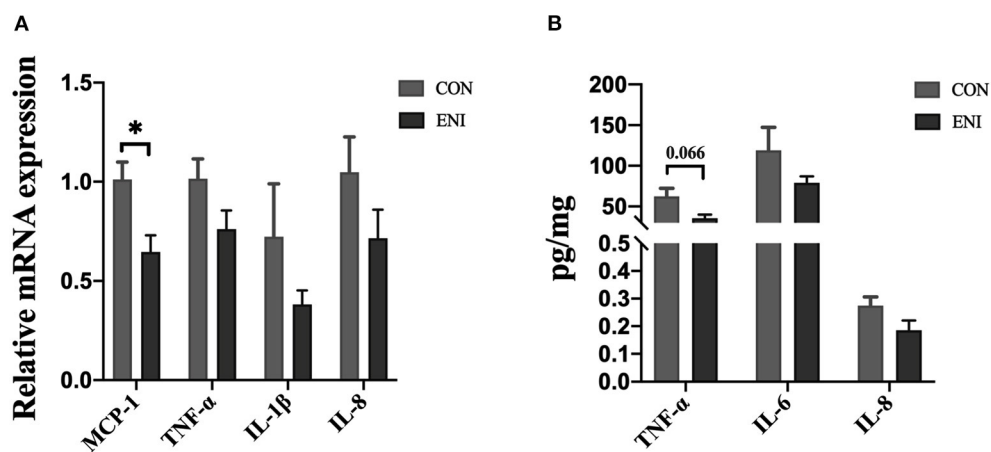 A
Relative mRNA expression
1.5
1.0
0.5
0.0
*
CON
ENI
MCP-1
TNF-α
IL-1β
IL-8
B
pg/mg
200
150
100
50
0.5
0.4
0.3
0.2
0.1
0.0
0.066
CON
ENI
TNF-α
IL-6
IL-8